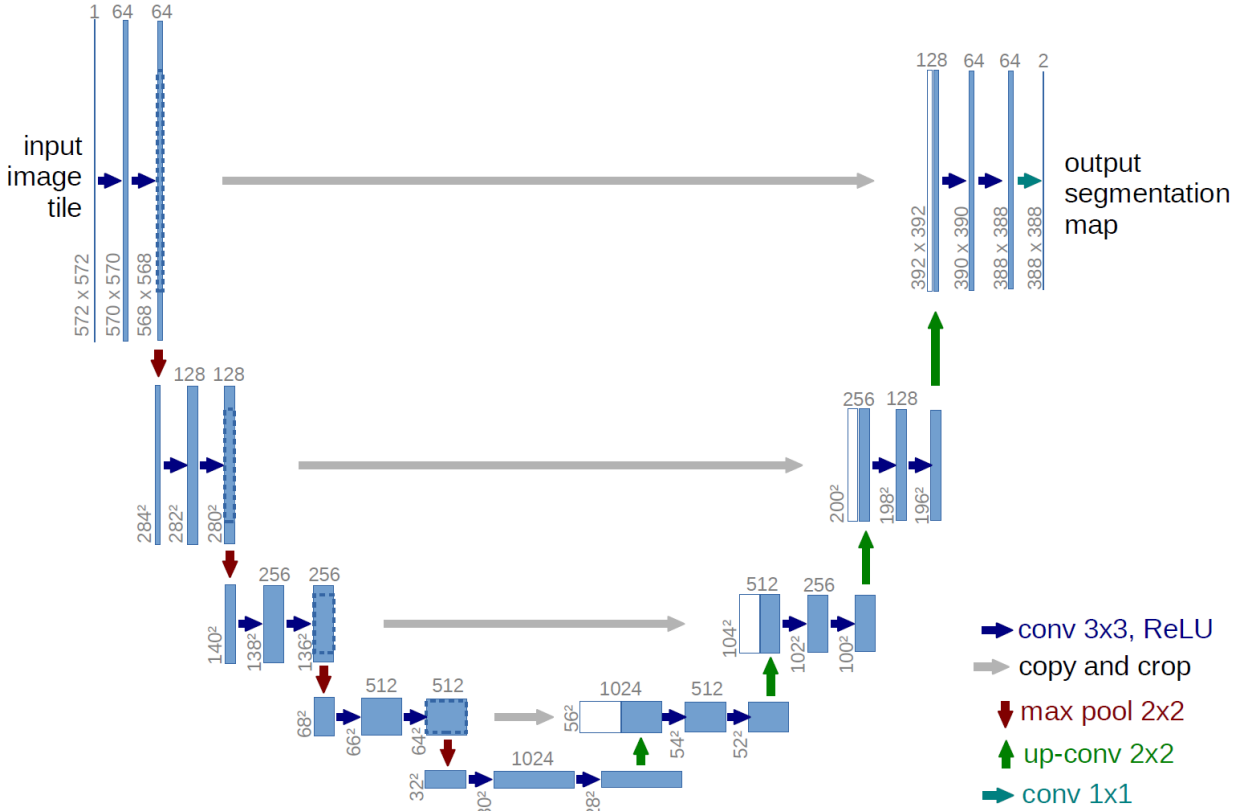 1 64 64
128 64 64 2
input
image
tile
output
segmentation
map
572 x 572
570 x 570
568 x 568
392 x 392
390 x 390
388 x 388
388 x 388
128 128
256 128
284²
282²
280²
200²
198²
196²
256 256
512 256
140²
138²
136²
104²
102²
100²
conv 3x3, ReLU
copy and crop
max pool 2x2
up-conv 2x2
conv 1x1
512 512
1024 512
68²
66²
64²
56²
54²
52²
1024
32²